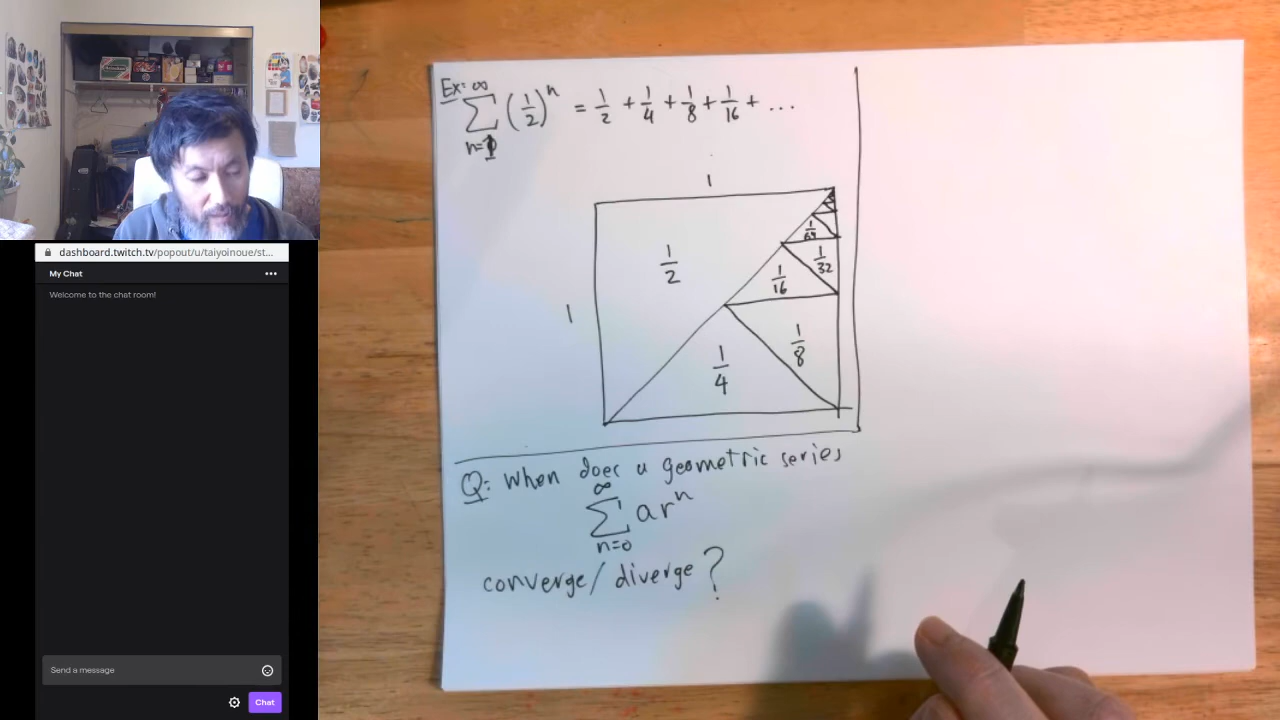 dashboard.twitch.tv/popout/u/taiyoinoue/st...
My Chat
Welcome to the chat room!
Send a message
Chat
Ex: ∞
∑ (1/2)^n = 1/2 + 1/4 + 1/8 + 1/16 + ...
n=1
1
1
1/2
1/4
1/8
1/16
1/32
1/64
Q: When does a geometric series
∞
∑ ar^n
n=0
converge/diverge?